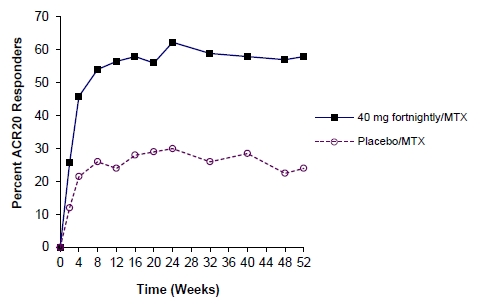 Percent ACR20 Responders
70
60
50
40
30
20
10
0
0 4 8 12 16 20 24 28 32 36 40 44 48 52
Time (Weeks)
40 mg fortnightly/MTX
Placebo/MTX